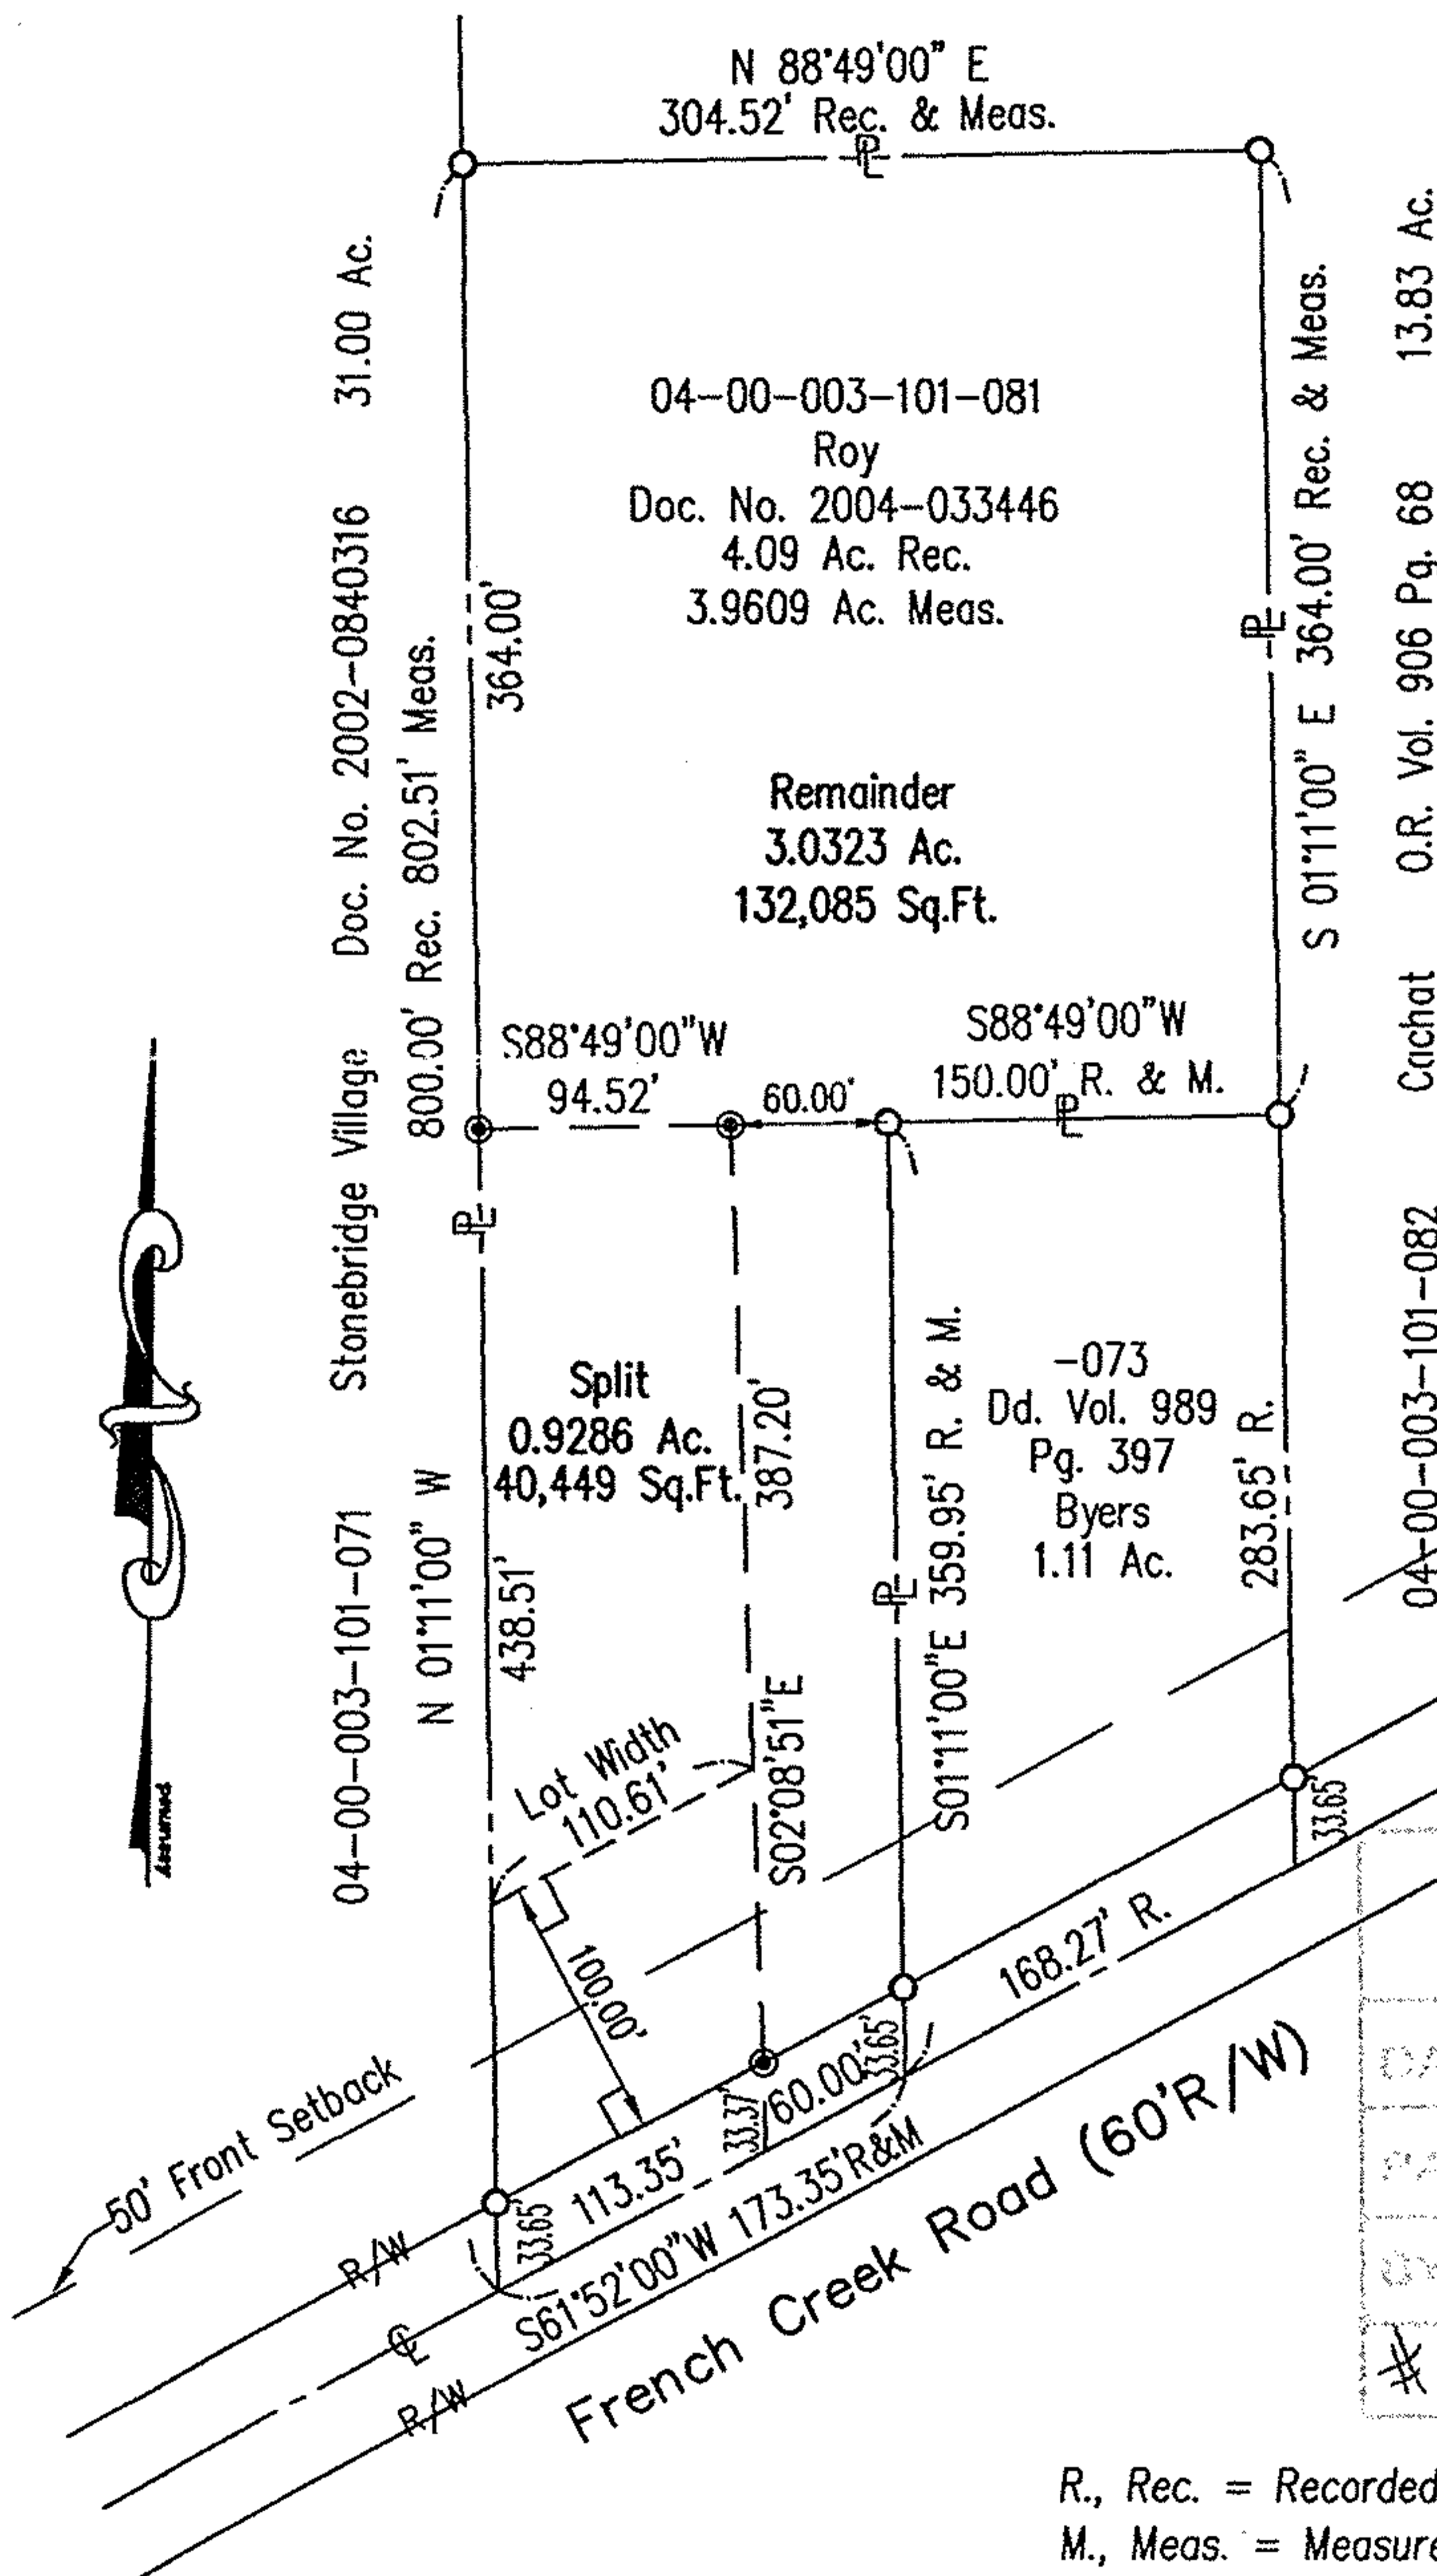 N 88°49'00" E
304.52' Rec. & Meas.
PL
04-00-003-101-081
Roy
Doc. No. 2004-033446
4.09 Ac. Rec.
3.9609 Ac. Meas.
364.00'
Remainder
3.0323 Ac.
132,085 Sq.Ft.
S 01°11'00" E 364.00' Rec. & Meas.
PL
04-00-003-101-082 Cachat O.R. Vol. 906 Pg. 68 13.83 Ac.
04-00-003-101-071 Stonebridge Village Doc. No. 2002-0840316 31.00 Ac.
N 01°11'00" W 800.00' Rec. 802.51' Meas.
S88°49'00"W
94.52'
60.00'
S88°49'00"W
150.00' R. & M.
PL
PL
Split
0.9286 Ac.
40,449 Sq.Ft.
438.51'
387.20'
S02°08'51"E
S01°11'00"E 359.95' R. & M.
PL
-073
Dd. Vol. 989
Pg. 397
Byers
1.11 Ac.
283.65' R.
Assumed
Lot Width
110.61'
100.00'
50' Front Setback
33.65'
168.27' R.
33.65'
60.00'
33.37'
113.35'
33.65'
R/W
CL
R/W
S61°52'00"W 173.35'R&M
French Creek Road (60'R/W)
#
R., Rec. = Recorded
M., Meas. = Measure